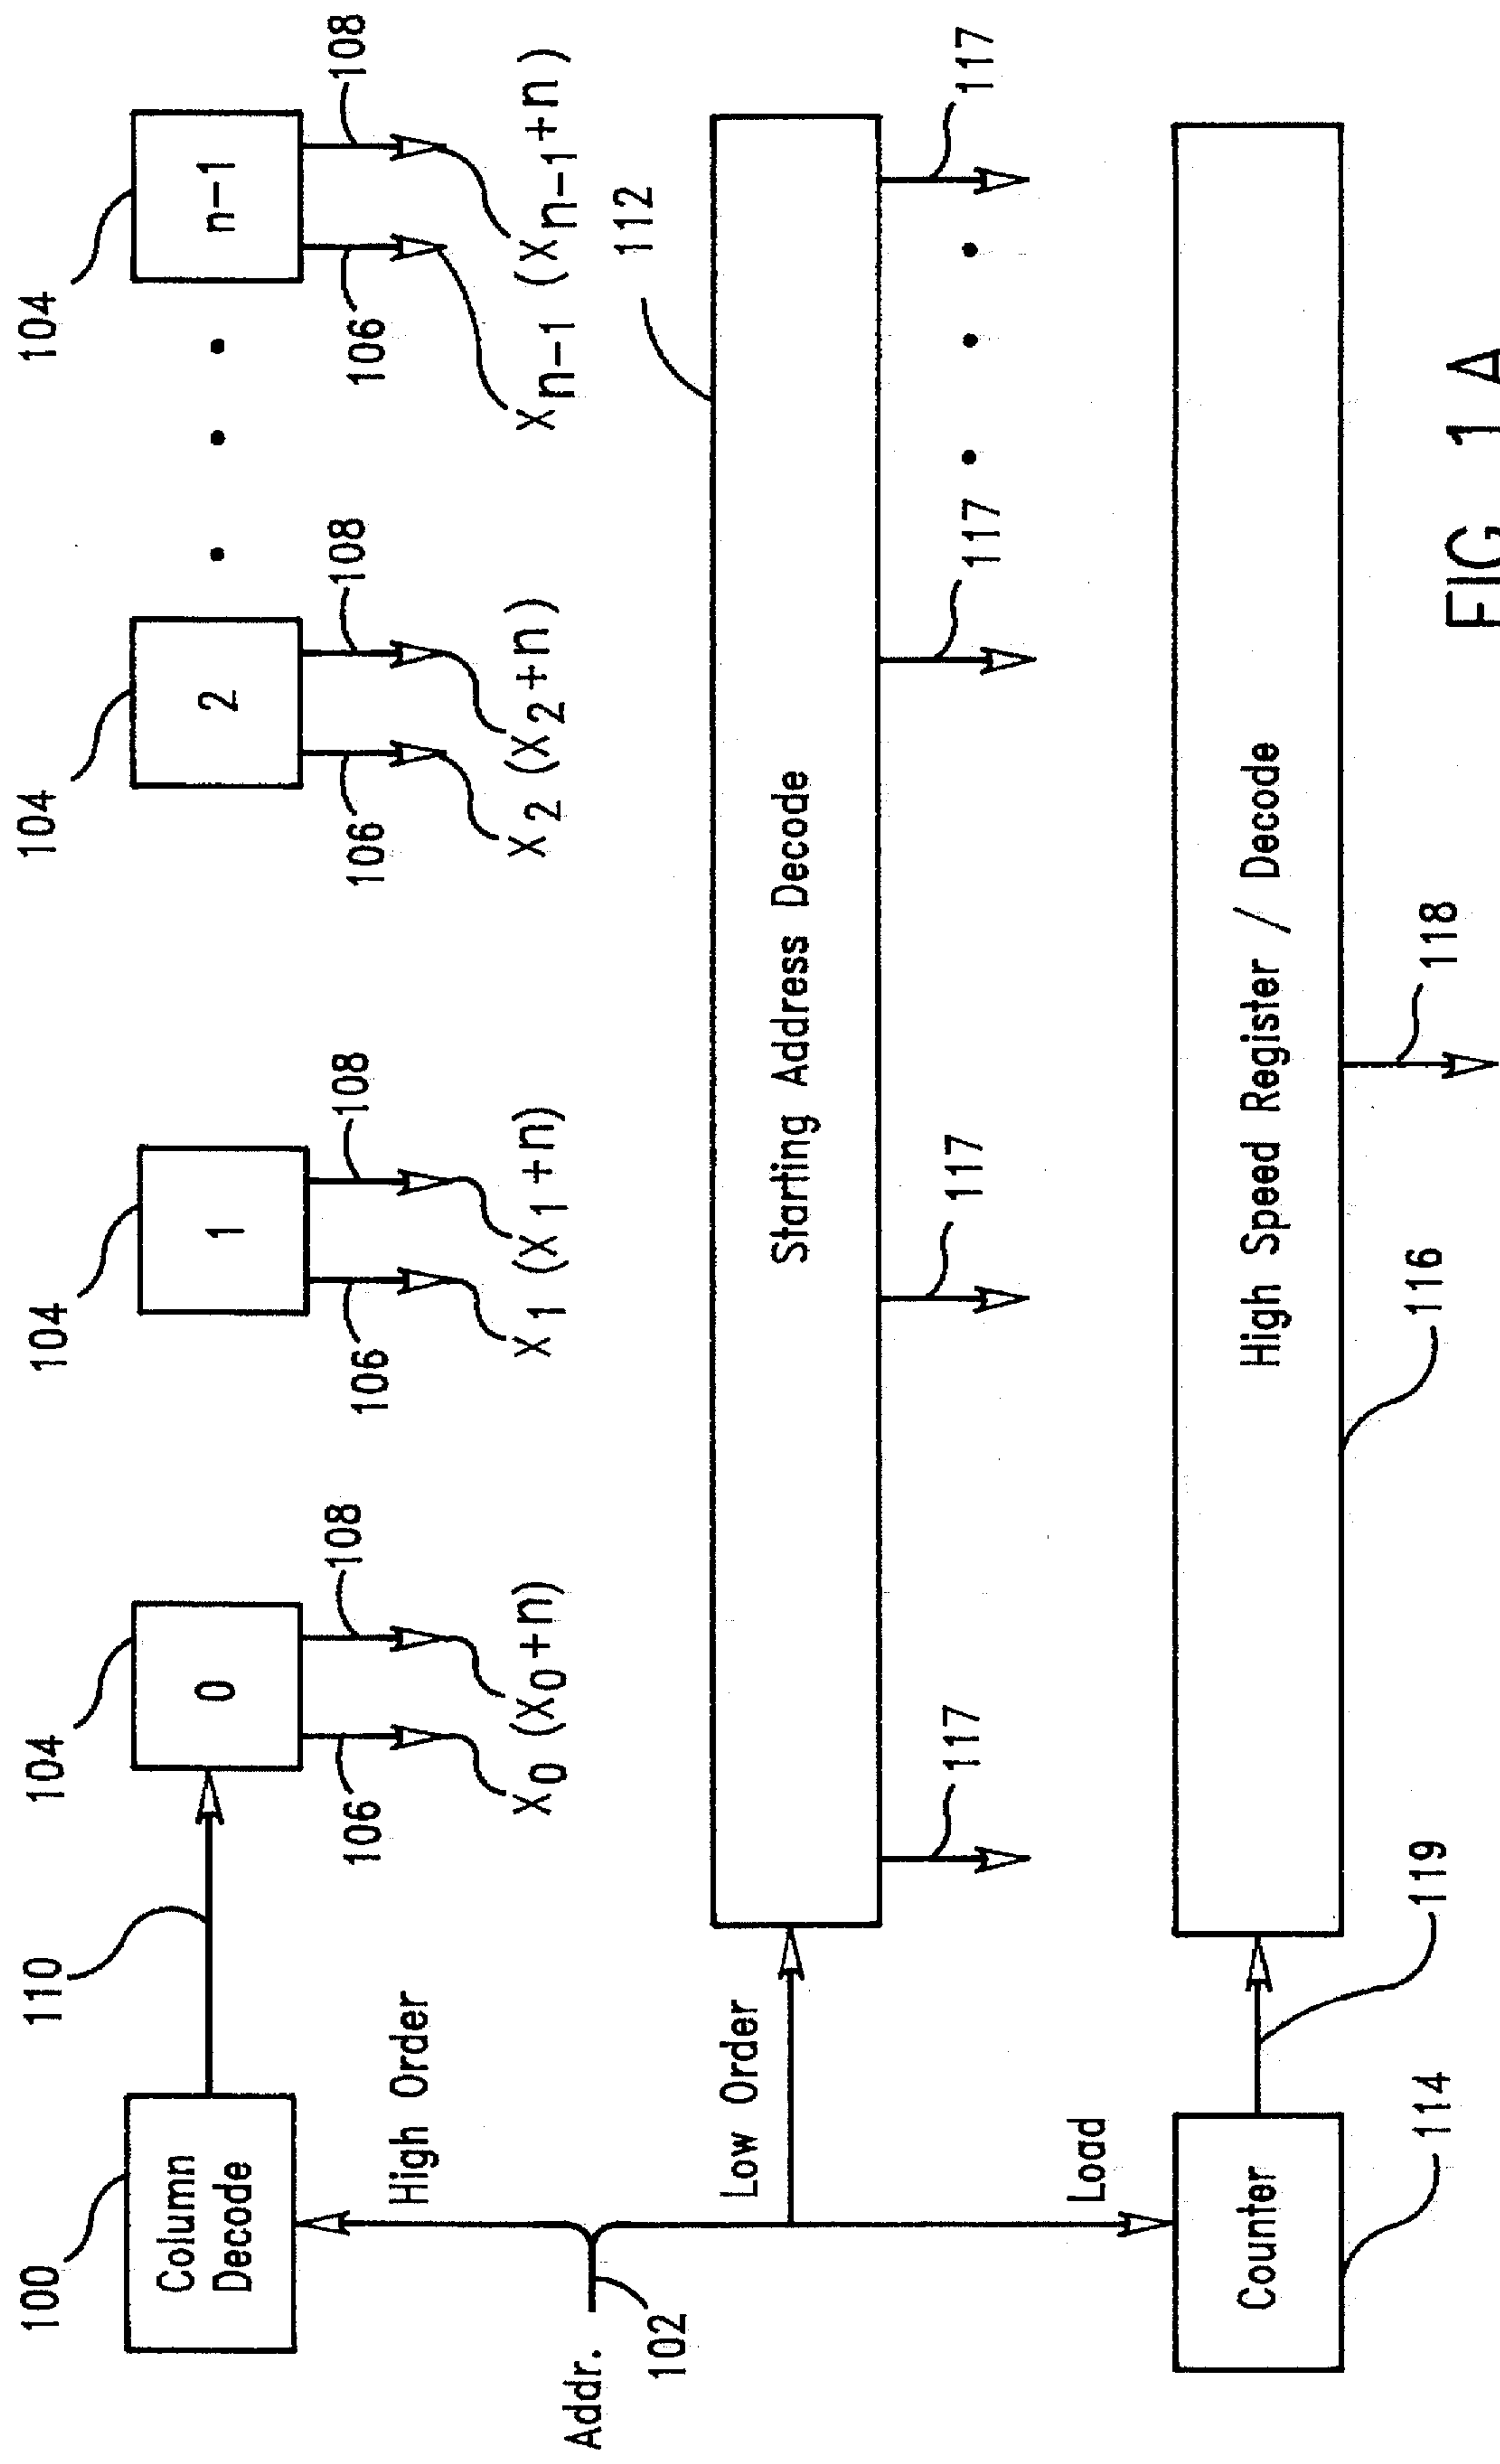 100
110
104
104
104
104
Column
Decode
0
1
2
n-1
106
108
106
108
106
108
106
108
High Order
X0 (X0+n)
X1 (X1+n)
X2 (X2+n)
Xn-1 (Xn-1+n)
Addr.
102
112
Low Order
Starting Address Decode
117
117
117
117
Load
Counter
High Speed Register / Decode
114
119
116
118
FIG. 1A